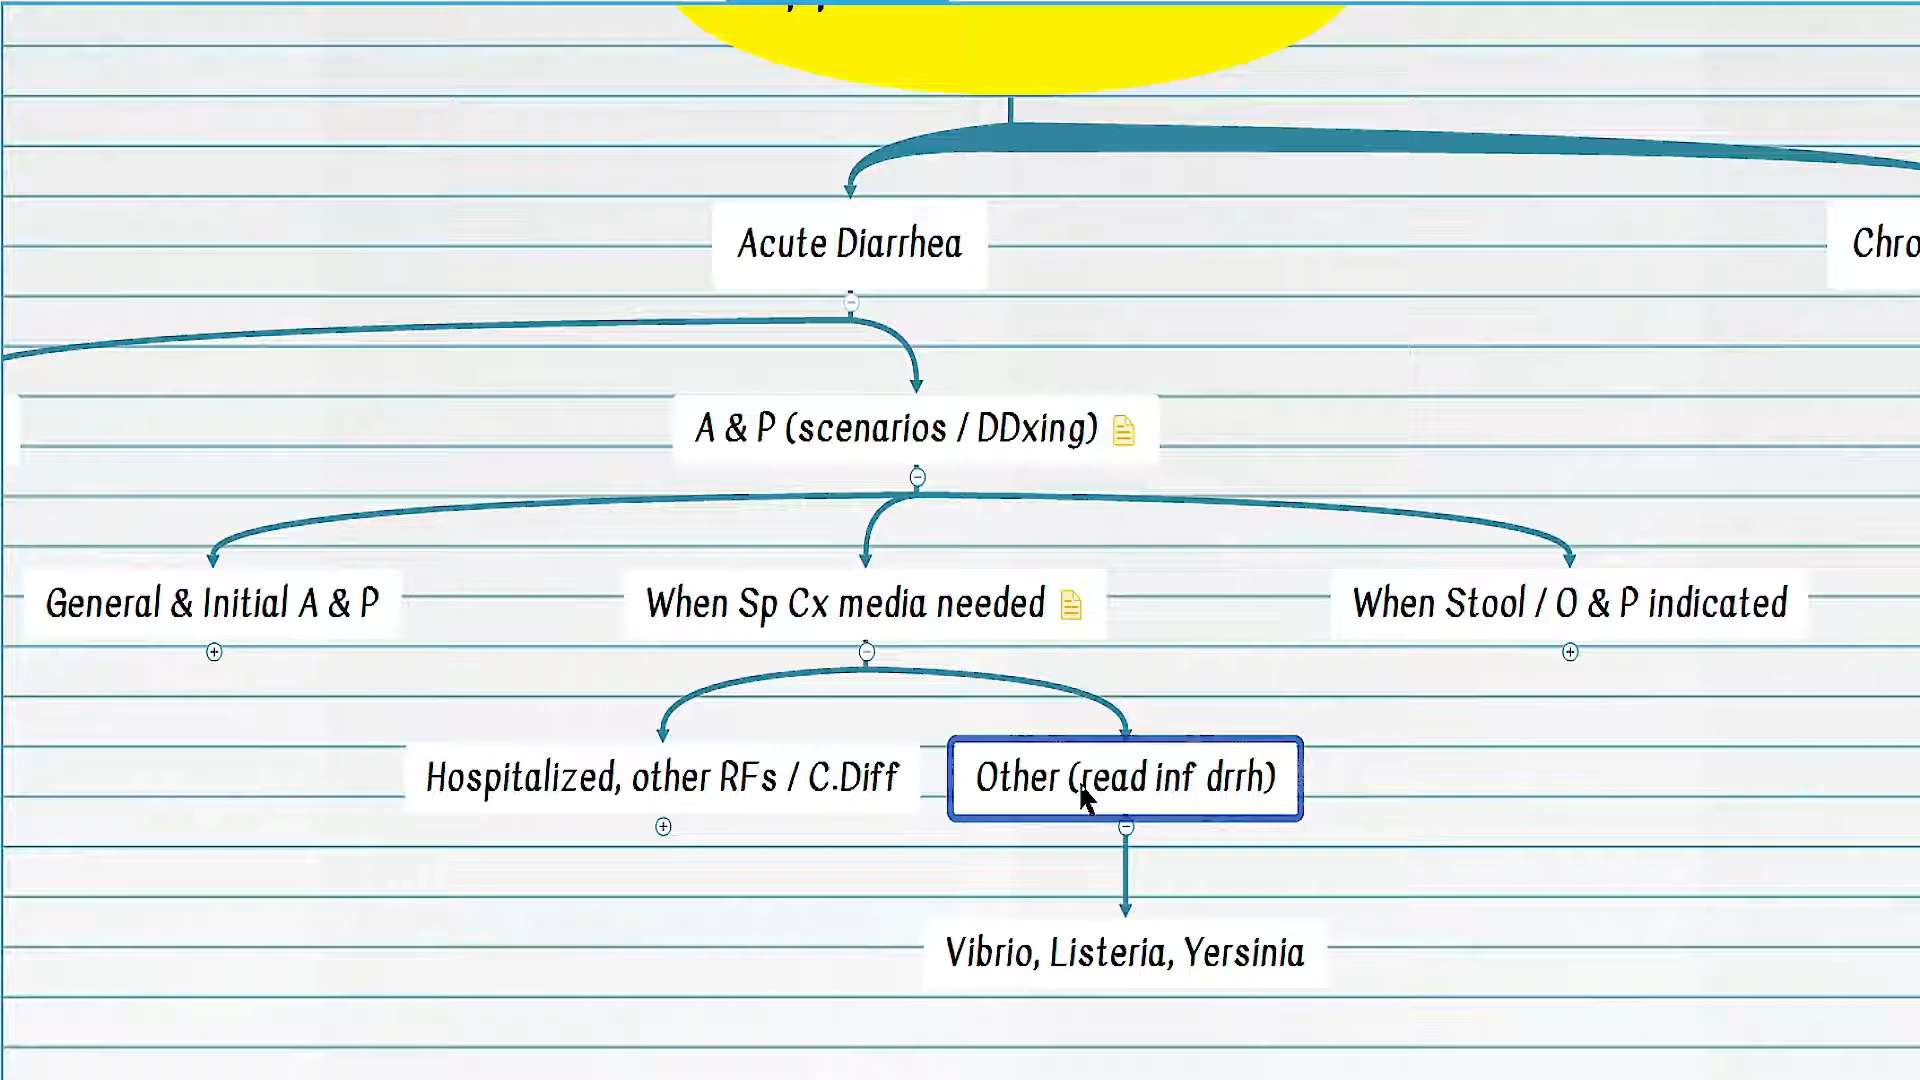 Acute Diarrhea
Chro
A & P (scenarios / DDxing)
General & Initial A & P
When Sp Cx media needed
When Stool / O & P indicated
Hospitalized, other RFs / C.Diff
Other (read inf drrh)
Vibrio, Listeria, Yersinia